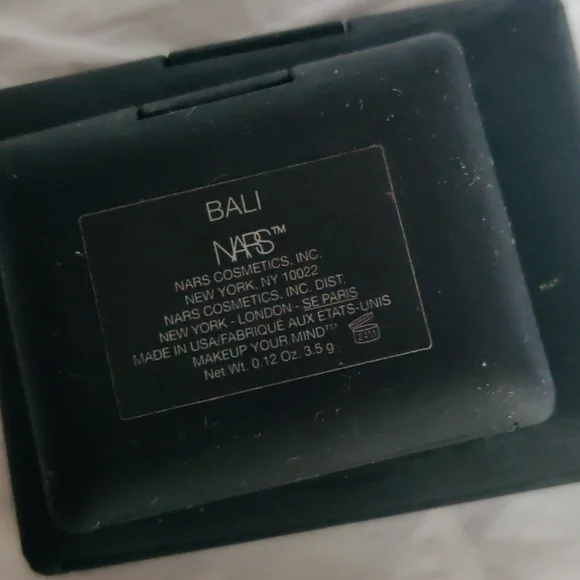 BALI
NARS™
NARS COSMETICS, INC.
NEW YORK, NY 10022
NARS COSMETICS, INC. DIST.
NEW YORK - LONDON - SE PARIS
MADE IN USA/FABRIQUE AUX ETATS-UNIS
MAKEUP YOUR MIND™
Net Wt. 0.12 Oz. 3.5 g